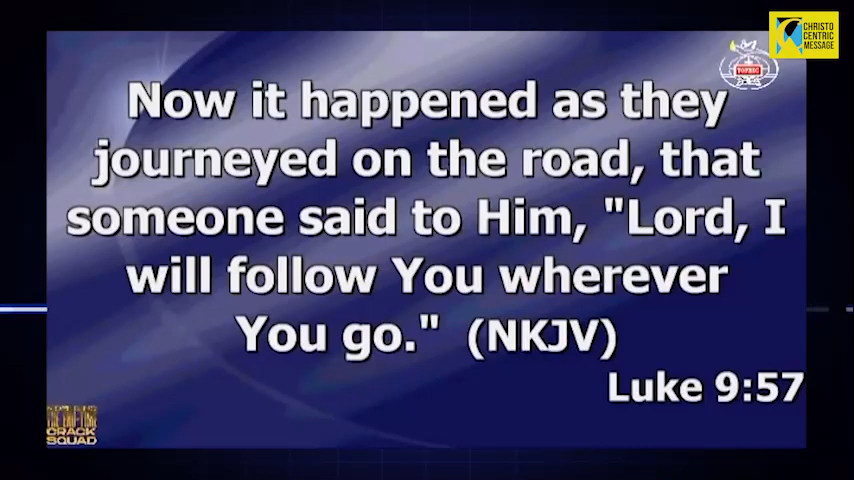 CHRISTO
CENTRIC
MESSAGE
Now it happened as they
journeyed on the road, that
someone said to Him, "Lord, I
will follow You wherever
You go." (NKJV)
Luke 9:57
CRACK
SQUAD